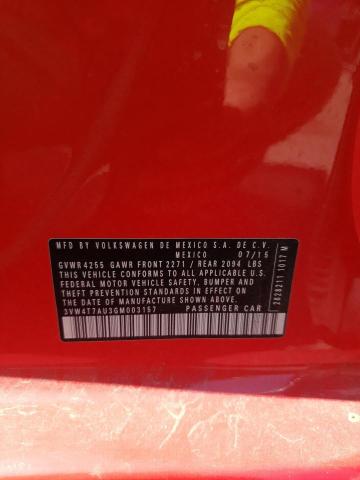 MFD BY VOLKSWAGEN DE MEXICO S.A. DE C.V.
MEXICO 07/15
GVWR 4255 GAWR FRONT 2271 / REAR 2094 LBS
THIS VEHICLE CONFORMS TO ALL APPLICABLE U.S.
FEDERAL MOTOR VEHICLE SAFETY, BUMPER AND
THEFT PREVENTION STANDARDS IN EFFECT ON
THE DATE OF MANUFACTURE SHOWN ABOVE
3VW4T7AU3GM003157 PASSENGER CAR
2828211 1017 M